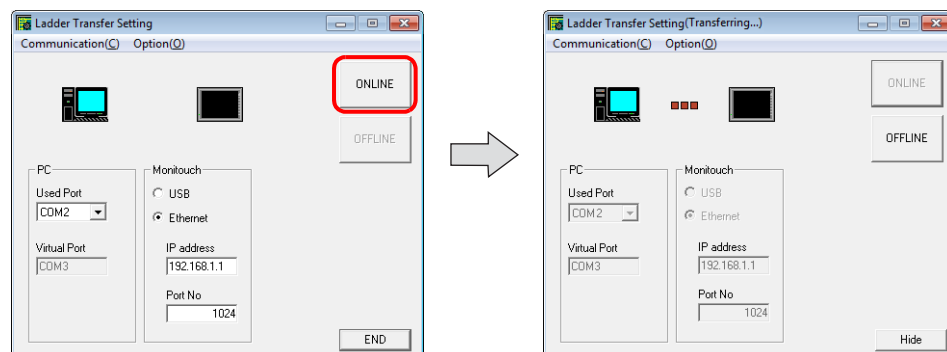 Ladder Transfer Setting
Communication(C) Option(O)
ONLINE
OFFLINE
PC
Used Port
COM2
Virtual Port
COM3
Monitouch
USB
Ethernet
IP address
192.168.1.1
Port No
1024
END
Ladder Transfer Setting(Transferring...)
Communication(C) Option(O)
ONLINE
OFFLINE
PC
Used Port
COM2
Virtual Port
COM3
Monitouch
USB
Ethernet
IP address
192.168.1.1
Port No
1024
Hide